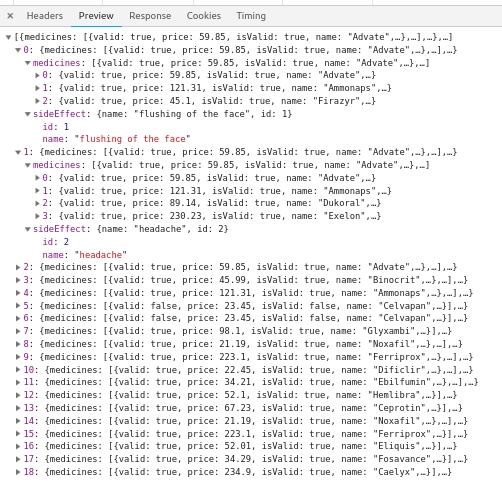 × Headers Preview Response Cookies Timing
▼[{medicines: [{valid: true, price: 59.85, isValid: true, name: "Advate",…},…],…},…]
▼0: {medicines: [{valid: true, price: 59.85, isValid: true, name: "Advate",…},…],…}
▼medicines: [{valid: true, price: 59.85, isValid: true, name: "Advate",…},…]
▶0: {valid: true, price: 59.85, isValid: true, name: "Advate",…}
▶1: {valid: true, price: 121.31, isValid: true, name: "Ammonaps",…}
▶2: {valid: true, price: 45.1, isValid: true, name: "Firazyr",…}
▼sideEffect: {name: "flushing of the face", id: 1}
id: 1
name: "flushing of the face"
▼1: {medicines: [{valid: true, price: 59.85, isValid: true, name: "Advate",…},…],…}
▼medicines: [{valid: true, price: 59.85, isValid: true, name: "Advate",…},…]
▶0: {valid: true, price: 59.85, isValid: true, name: "Advate",…}
▶1: {valid: true, price: 121.31, isValid: true, name: "Ammonaps",…}
▶2: {valid: true, price: 89.14, isValid: true, name: "Dukoral",…}
▶3: {valid: true, price: 230.23, isValid: true, name: "Exelon",…}
▼sideEffect: {name: "headache", id: 2}
id: 2
name: "headache"
▶2: {medicines: [{valid: true, price: 59.85, isValid: true, name: "Advate",…},…],…}
▶3: {medicines: [{valid: true, price: 45.99, isValid: true, name: "Binocrit",…},…],…}
▶4: {medicines: [{valid: true, price: 121.31, isValid: true, name: "Ammonaps",…},…],…}
▶5: {medicines: [{valid: false, price: 23.45, isValid: false, name: "Celvapan",…}],…}
▶6: {medicines: [{valid: false, price: 23.45, isValid: false, name: "Celvapan",…}],…}
▶7: {medicines: [{valid: true, price: 98.1, isValid: true, name: "Glyxambi",…}],…}
▶8: {medicines: [{valid: true, price: 21.19, isValid: true, name: "Noxafil",…},…],…}
▶9: {medicines: [{valid: true, price: 223.1, isValid: true, name: "Ferriprox",…},…],…}
▶10: {medicines: [{valid: true, price: 22.45, isValid: true, name: "Dificlir",…},…],…}
▶11: {medicines: [{valid: true, price: 34.21, isValid: true, name: "Ebilfumin",…},…],…}
▶12: {medicines: [{valid: true, price: 52.1, isValid: true, name: "Hemlibra",…}],…}
▶13: {medicines: [{valid: true, price: 67.23, isValid: true, name: "Ceprotin",…}],…}
▶14: {medicines: [{valid: true, price: 21.19, isValid: true, name: "Noxafil",…},…],…}
▶15: {medicines: [{valid: true, price: 223.1, isValid: true, name: "Ferriprox",…}],…}
▶16: {medicines: [{valid: true, price: 52.01, isValid: true, name: "Eliquis",…}],…}
▶17: {medicines: [{valid: true, price: 34.29, isValid: true, name: "Fosavance",…}],…}
▶18: {medicines: [{valid: true, price: 234.9, isValid: true, name: "Caelyx",…}],…}